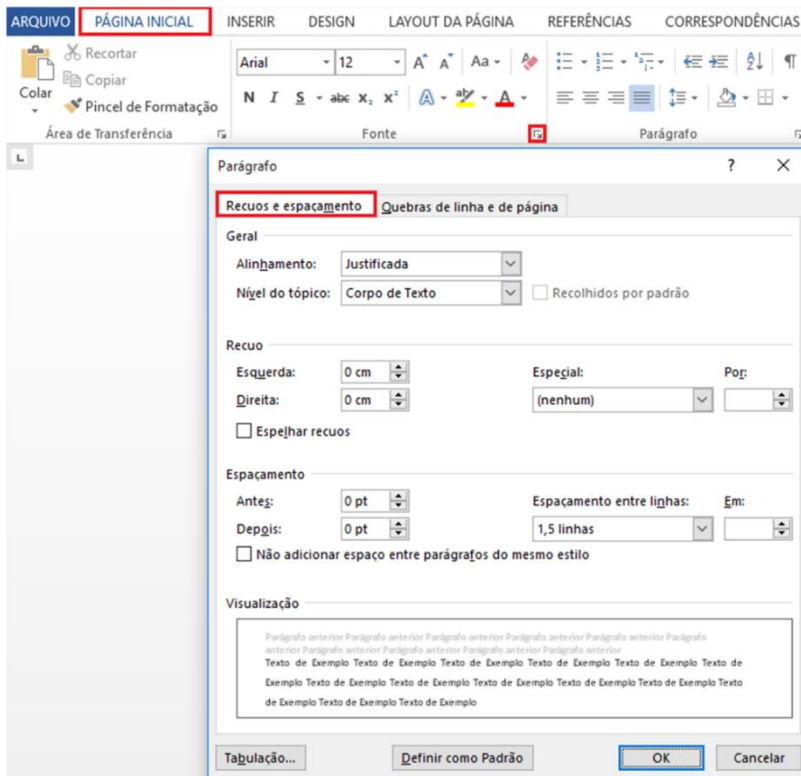 ARQUIVO PÁGINA INICIAL INSERIR DESIGN LAYOUT DA PÁGINA REFERÊNCIAS CORRESPONDÊNCIAS
Recortar
Copiar
Colar
Pincel de Formatação
Área de Transferência
Arial 12 A A Aa
N I S abc x₂ x² A aby A
Fonte
Parágrafo
Parágrafo ? X
Recuos e espaçamento Quebras de linha e de página
Geral
Alinhamento: Justificada
Nível do tópico: Corpo de Texto Recolhidos por padrão
Recuo
Esquerda: 0 cm Especial: Por:
Direita: 0 cm (nenhum)
Espelhar recuos
Espaçamento
Antes: 0 pt Espaçamento entre linhas: Em:
Depois: 0 pt 1,5 linhas
Não adicionar espaço entre parágrafos do mesmo estilo
Visualização
Parágrafo anterior Parágrafo anterior Parágrafo anterior Parágrafo anterior Parágrafo anterior Parágrafo
anterior Parágrafo anterior Parágrafo anterior Parágrafo anterior Parágrafo anterior
Texto de Exemplo Texto de Exemplo Texto de Exemplo Texto de Exemplo Texto de Exemplo Texto de
Exemplo Texto de Exemplo Texto de Exemplo Texto de Exemplo Texto de Exemplo Texto de Exemplo Texto
de Exemplo Texto de Exemplo
Tabulação... Definir como Padrão OK Cancelar